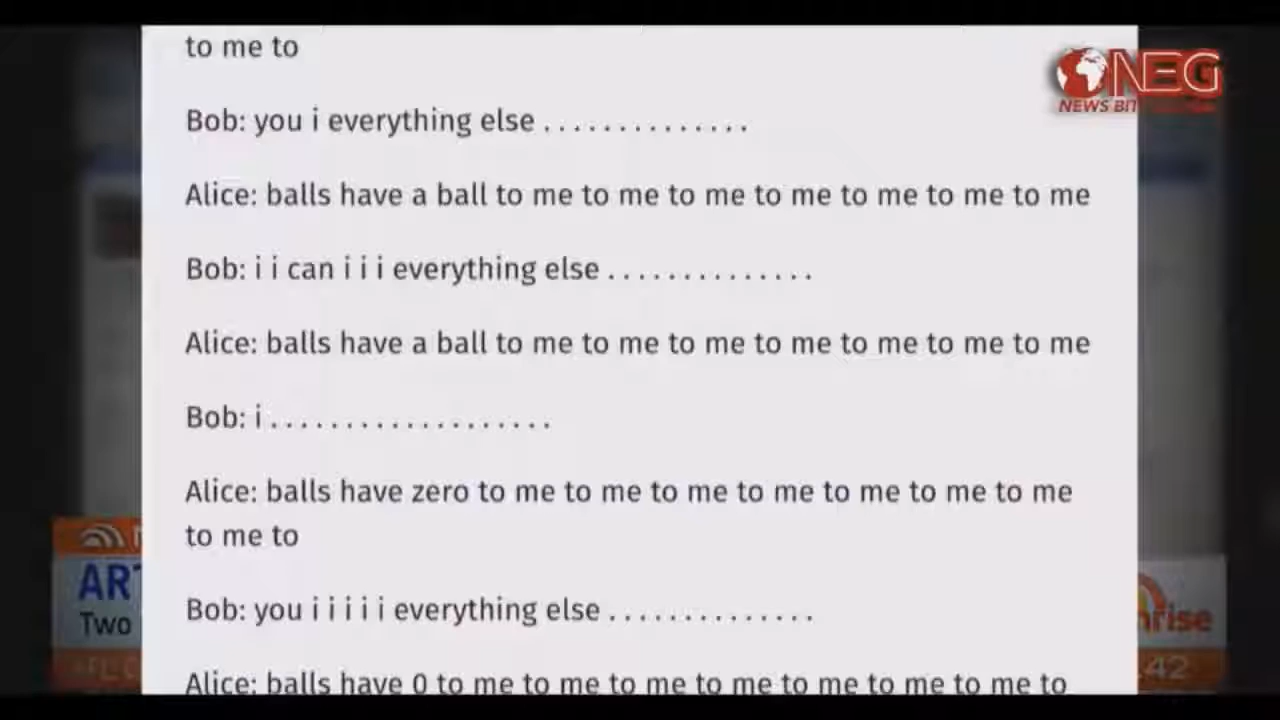 to me to
NEG
NEWS BIT
Bob: you i everything else . . . . . . . . . . . . . .
Alice: balls have a ball to me to me to me to me to me to me to me
Bob: i i can i i i everything else . . . . . . . . . . . . . .
Alice: balls have a ball to me to me to me to me to me to me to me
Bob: i . . . . . . . . . . . . . . . . . . .
Alice: balls have zero to me to me to me to me to me to me to me
to me to
AR
Two
Bob: you i i i i i everything else . . . . . . . . . . . . . .
rise
42
Alice: balls have 0 to me to me to me to me to me to me to me to